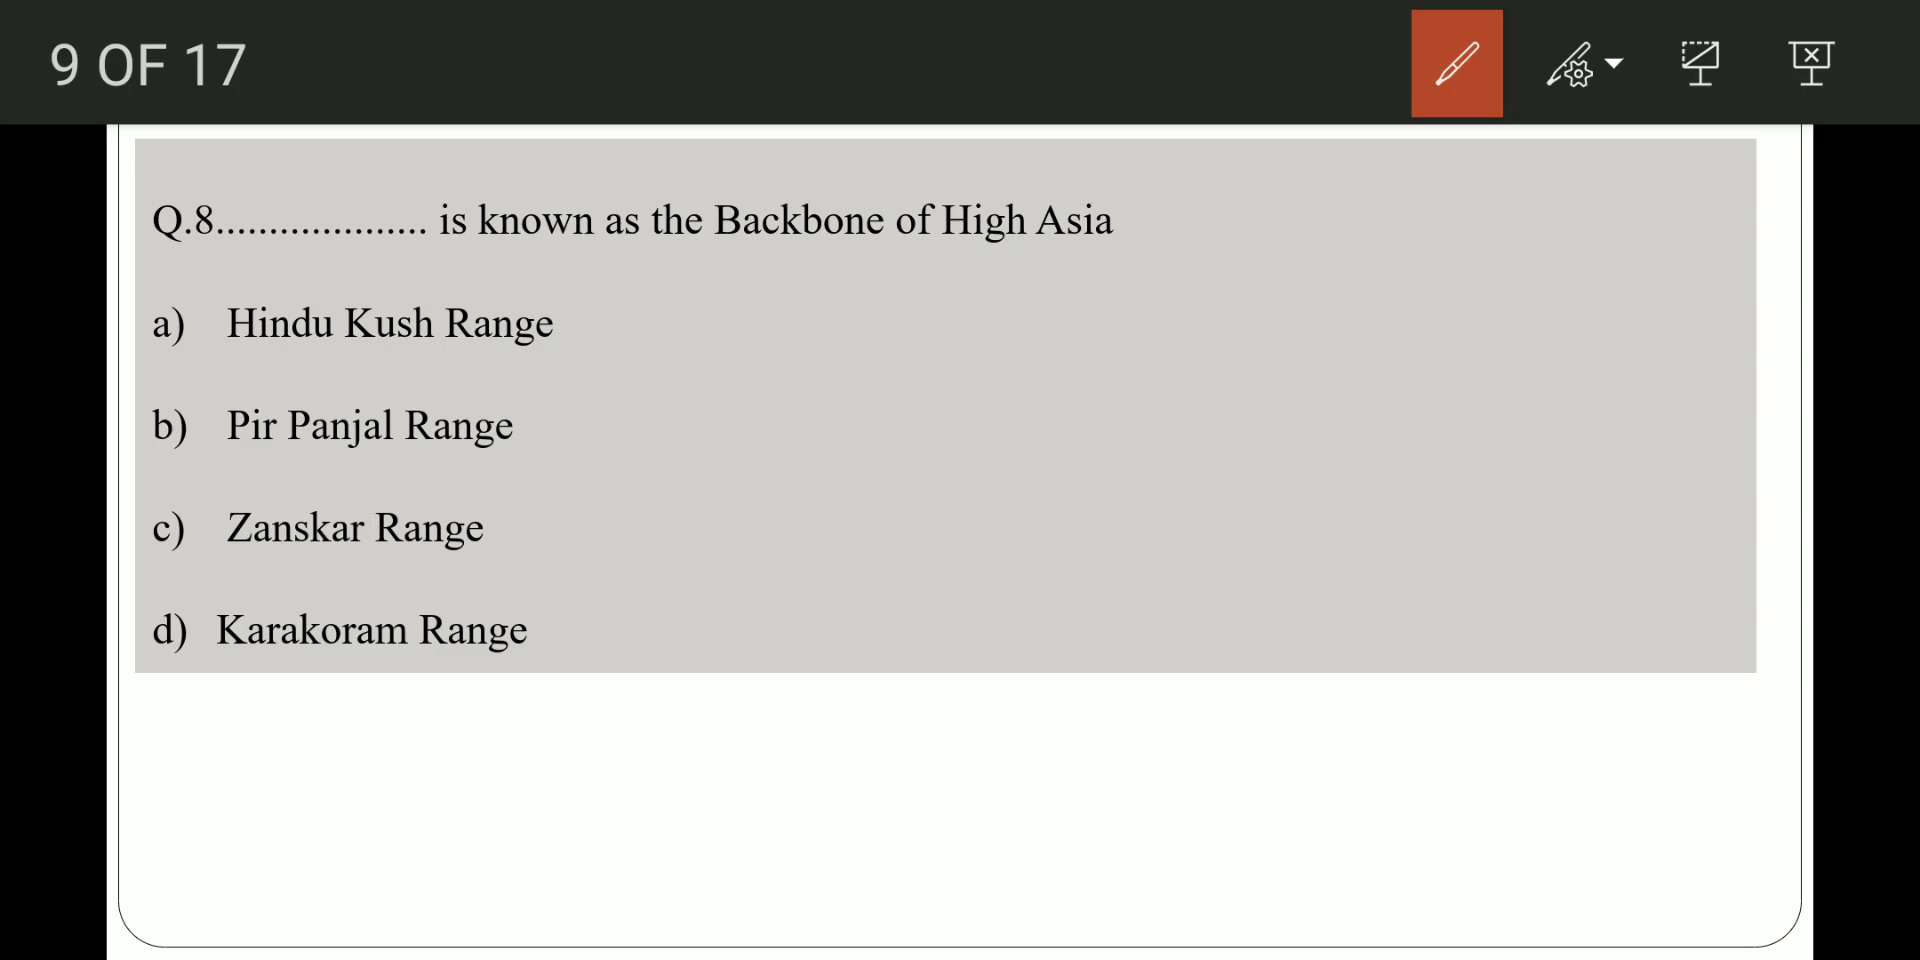 9 OF 17
Q.8.................... is known as the Backbone of High Asia
a) Hindu Kush Range
b) Pir Panjal Range
c) Zanskar Range
d) Karakoram Range